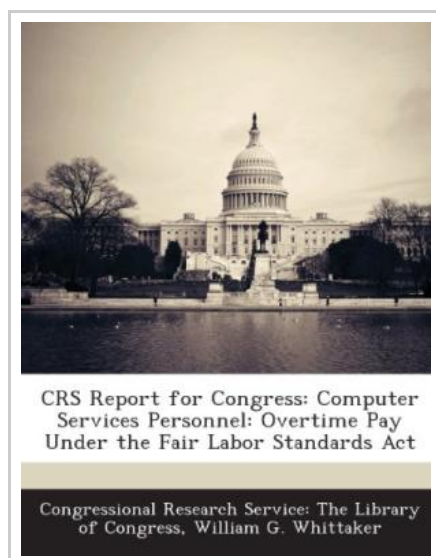 CRS Report for Congress: Computer
Services Personnel: Overtime Pay
Under the Fair Labor Standards Act
Congressional Research Service: The Library
of Congress, William G. Whittaker